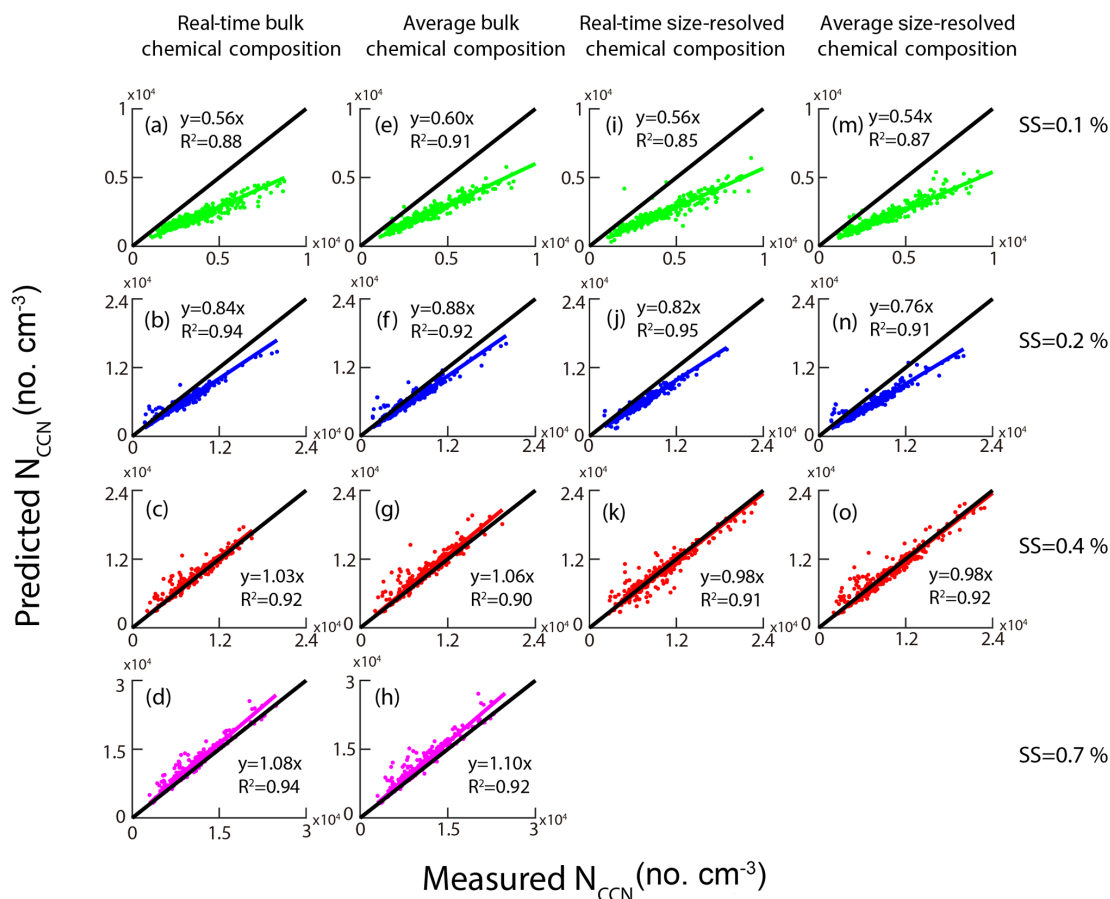 Real-time bulk
chemical composition
Average bulk
chemical composition
Real-time size-resolved
chemical composition
Average size-resolved
chemical composition
Predicted N_CCN (no. cm⁻³)
x10⁴
1
0.5
0
(a)
y=0.56x
R²=0.88
0
0.5
x10⁴
1
x10⁴
1
0.5
0
(e)
y=0.60x
R²=0.91
0
0.5
x10⁴
1
x10⁴
1
0.5
0
(i)
y=0.56x
R²=0.85
0
0.5
x10⁴
1
x10⁴
1
0.5
0
(m)
y=0.54x
R²=0.87
0
0.5
x10⁴
1
SS=0.1 %
x10⁴
2.4
1.2
0
(b)
y=0.84x
R²=0.94
0
1.2
x10⁴
2.4
x10⁴
2.4
1.2
0
(f)
y=0.88x
R²=0.92
0
1.2
x10⁴
2.4
x10⁴
2.4
1.2
0
(j)
y=0.82x
R²=0.95
0
1.2
x10⁴
2.4
x10⁴
2.4
1.2
0
(n)
y=0.76x
R²=0.91
0
1.2
x10⁴
2.4
SS=0.2 %
x10⁴
2.4
1.2
0
(c)
y=1.03x
R²=0.92
0
1.2
x10⁴
2.4
x10⁴
2.4
1.2
0
(g)
y=1.06x
R²=0.90
0
1.2
x10⁴
2.4
x10⁴
2.4
1.2
0
(k)
y=0.98x
R²=0.91
0
1.2
x10⁴
2.4
x10⁴
2.4
1.2
0
(o)
y=0.98x
R²=0.92
0
1.2
x10⁴
2.4
SS=0.4 %
x10⁴
3
1.5
0
(d)
y=1.08x
R²=0.94
0
1.5
x10⁴
3
x10⁴
3
1.5
0
(h)
y=1.10x
R²=0.92
0
1.5
x10⁴
3
SS=0.7 %
Measured N_CCN (no. cm⁻³)